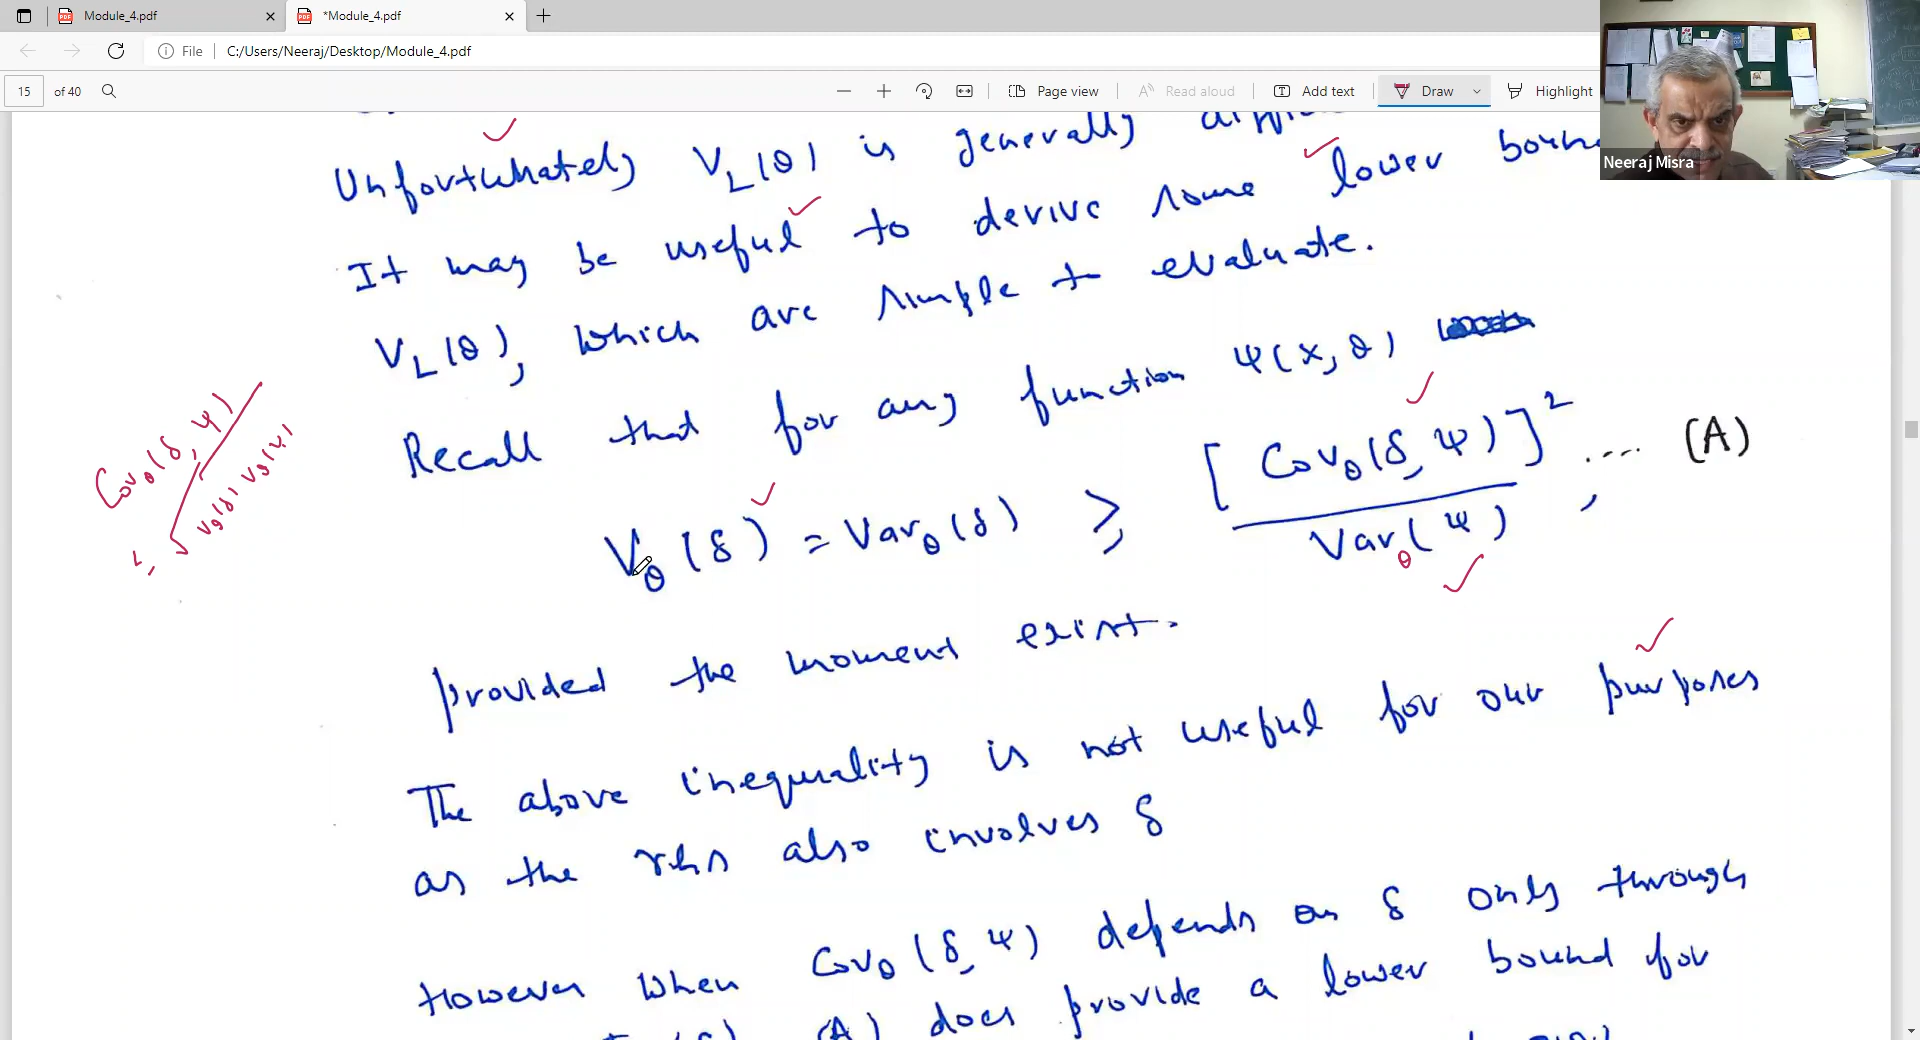 Module_4.pdf
*Module_4.pdf
File C:/Users/Neeraj/Desktop/Module_4.pdf
15 of 40 Page view Read aloud Add text Draw Highlight
Neeraj Misra
Unfortunately V_L(θ) is generally
It may be useful to derive some lower
V_L(θ), which are simple to evaluate.
Recall that for any function Ψ(X, θ)
V_θ(δ) = Var_θ(δ) ≥ [Cov_θ(δ, Ψ)]² / Var_θ(Ψ), .... (A)
Cov_θ(δ, Ψ)
√V_θ(δ) V_θ(Ψ)
provided the moment exist.
The above inequality is not useful for our purposes
as the rhs also involves δ
However when Cov_θ(δ, Ψ) depends on δ only through
(A) does provide a lower bound for